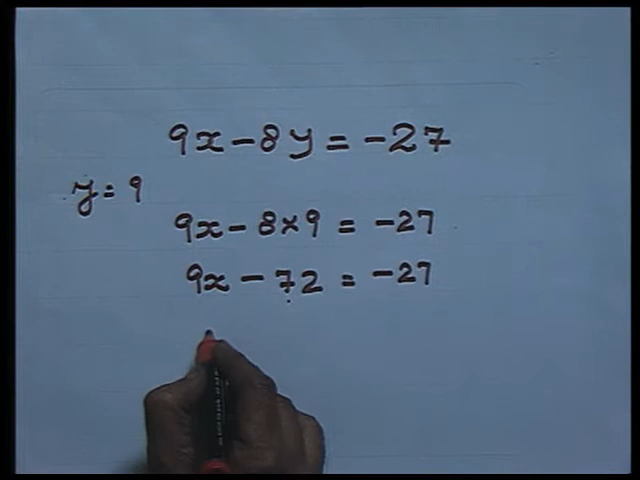 9x - 8y = -27
y = 9
9x - 8×9 = -27
9x - 72 = -27